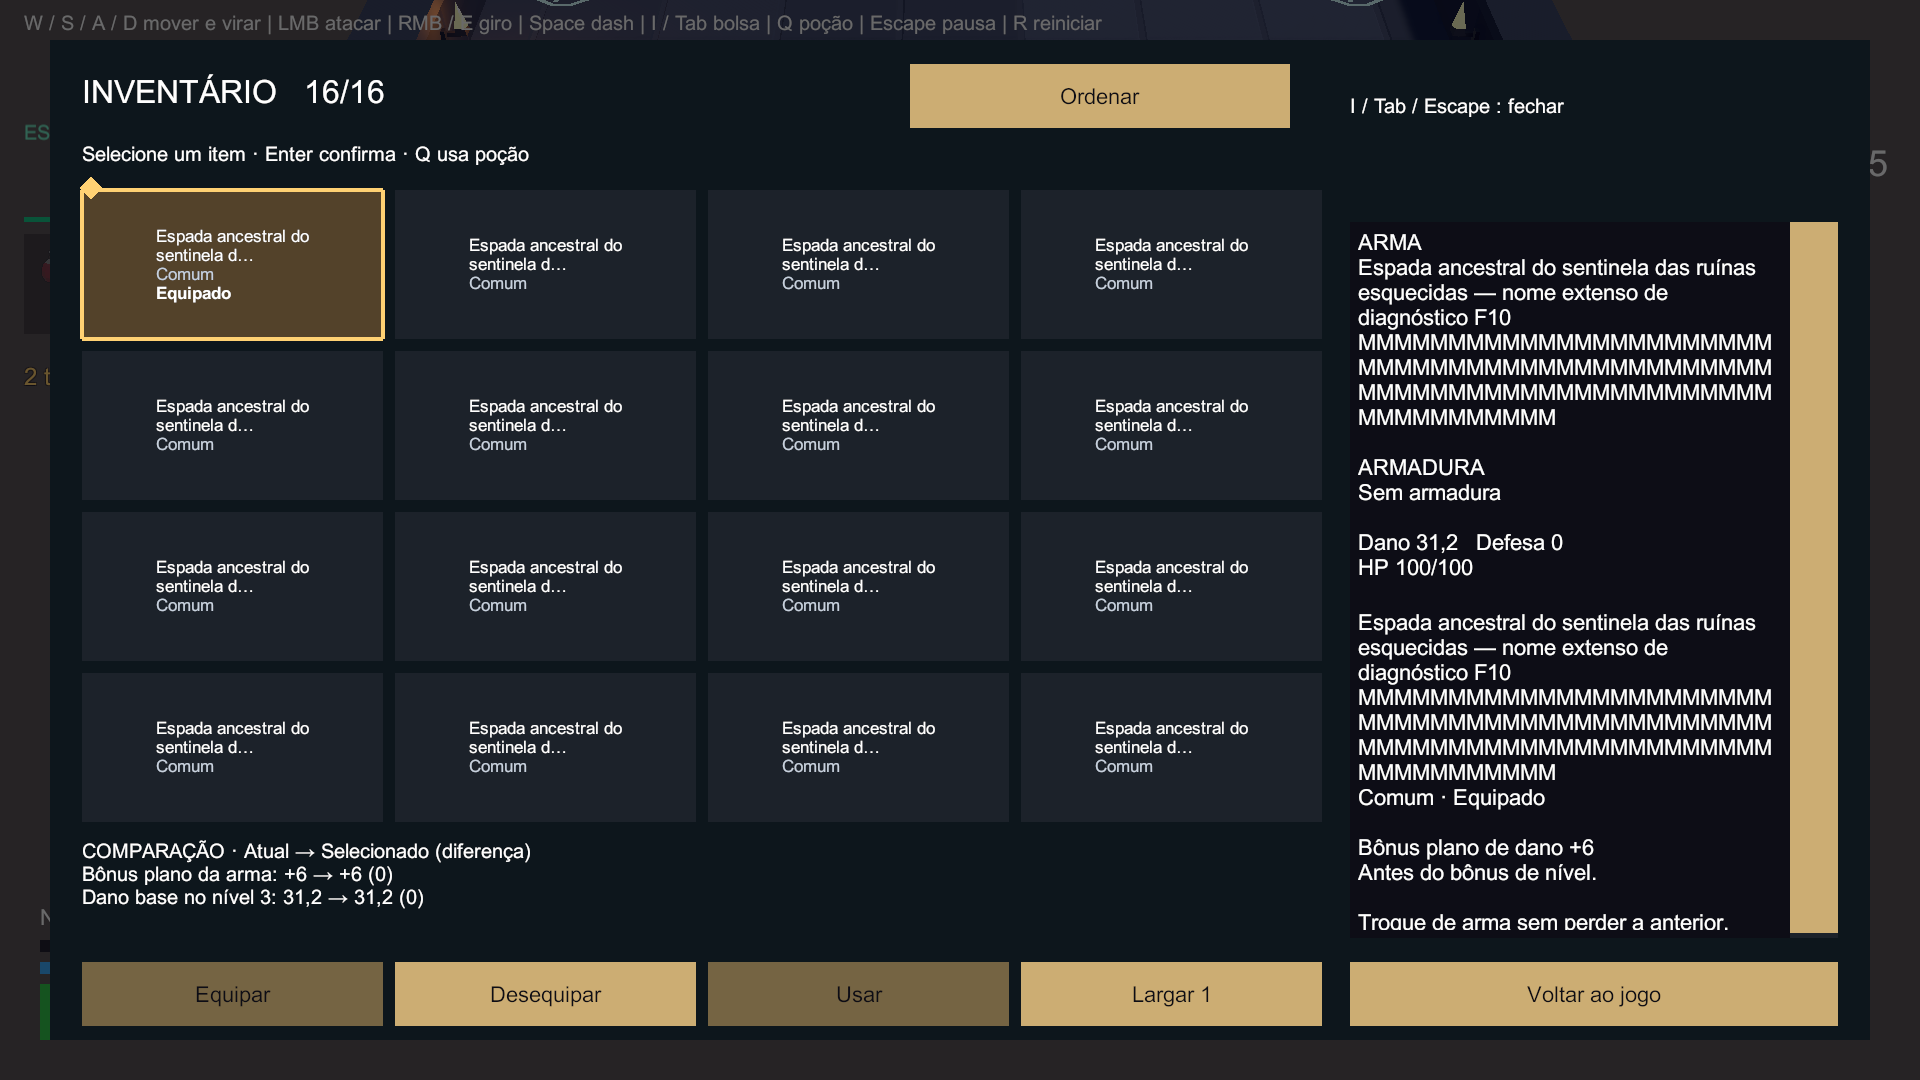 W / S / A / D mover e virar | LMB atacar | RMB / E giro | Space dash | I / Tab bolsa | Q poção | Escape pausa | R reiniciar
INVENTÁRIO 16/16
Ordenar
I / Tab / Escape : fechar
ES
Selecione um item · Enter confirma · Q usa poção
5
Espada ancestral do
sentinela d...
Comum
Equipado
Espada ancestral do
sentinela d...
Comum
Espada ancestral do
sentinela d...
Comum
Espada ancestral do
sentinela d...
Comum
2 t
Espada ancestral do
sentinela d...
Comum
Espada ancestral do
sentinela d...
Comum
Espada ancestral do
sentinela d...
Comum
Espada ancestral do
sentinela d...
Comum
Espada ancestral do
sentinela d...
Comum
Espada ancestral do
sentinela d...
Comum
Espada ancestral do
sentinela d...
Comum
Espada ancestral do
sentinela d...
Comum
Espada ancestral do
sentinela d...
Comum
Espada ancestral do
sentinela d...
Comum
Espada ancestral do
sentinela d...
Comum
Espada ancestral do
sentinela d...
Comum
ARMA
Espada ancestral do sentinela das ruínas
esquecidas — nome extenso de
diagnóstico F10
MMMMMMMMMMMMMMMMMMMMMMM
MMMMMMMMMMMMMMMMMMMMMMM
MMMMMMMMMMMMMMMMMMMMMMM
MMMMMMMMMMM
ARMADURA
Sem armadura
Dano 31,2 Defesa 0
HP 100/100
Espada ancestral do sentinela das ruínas
esquecidas — nome extenso de
diagnóstico F10
MMMMMMMMMMMMMMMMMMMMMMM
MMMMMMMMMMMMMMMMMMMMMMM
MMMMMMMMMMMMMMMMMMMMMMM
MMMMMMMMMMM
Comum · Equipado
Bônus plano de dano +6
Antes do bônus de nível.
Troque de arma sem perder a anterior.
COMPARAÇÃO · Atual → Selecionado (diferença)
Bônus plano da arma: +6 → +6 (0)
Dano base no nível 3: 31,2 → 31,2 (0)
Equipar
Desequipar
Usar
Largar 1
Voltar ao jogo